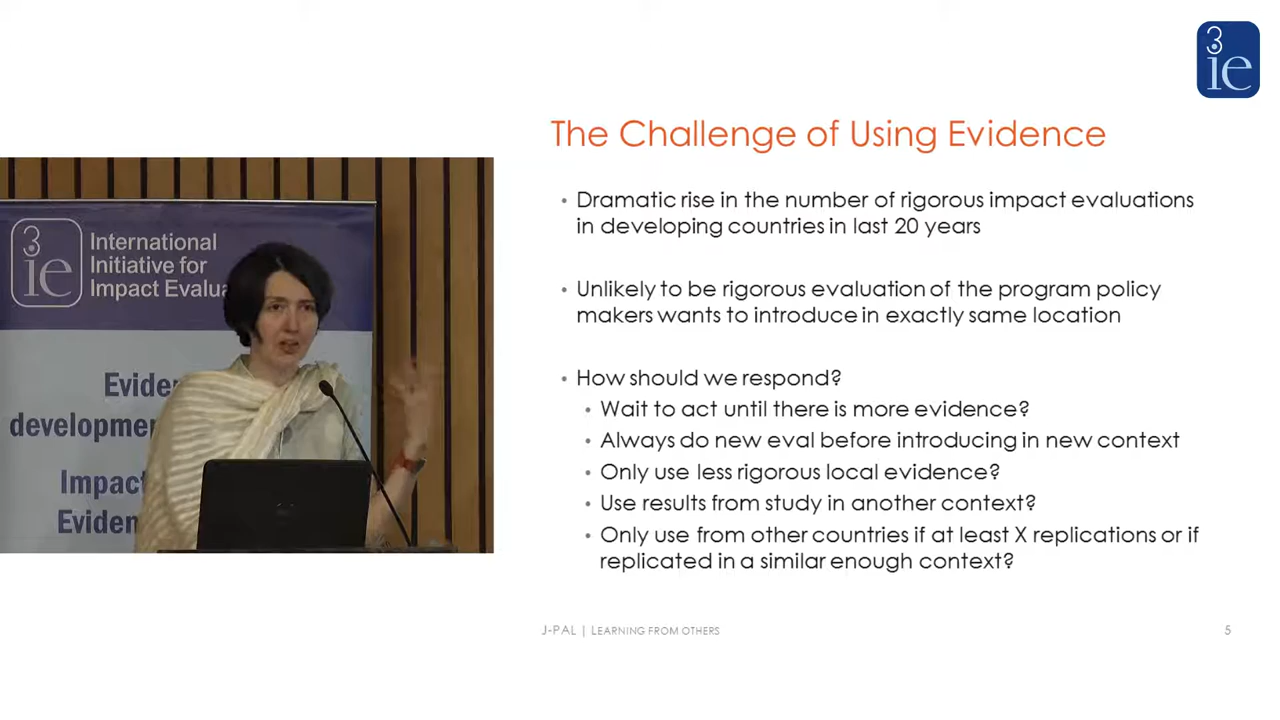 3
ie
The Challenge of Using Evidence
• Dramatic rise in the number of rigorous impact evaluations
in developing countries in last 20 years
• Unlikely to be rigorous evaluation of the program policy
makers wants to introduce in exactly same location
• How should we respond?
• Wait to act until there is more evidence?
• Always do new eval before introducing in new context
• Only use less rigorous local evidence?
• Use results from study in another context?
• Only use from other countries if at least X replications or if
replicated in a similar enough context?
J-PAL | LEARNING FROM OTHERS
5
3
ie
International
Initiative for
Impact Evalua
Evide
developmen
Impact
Eviden